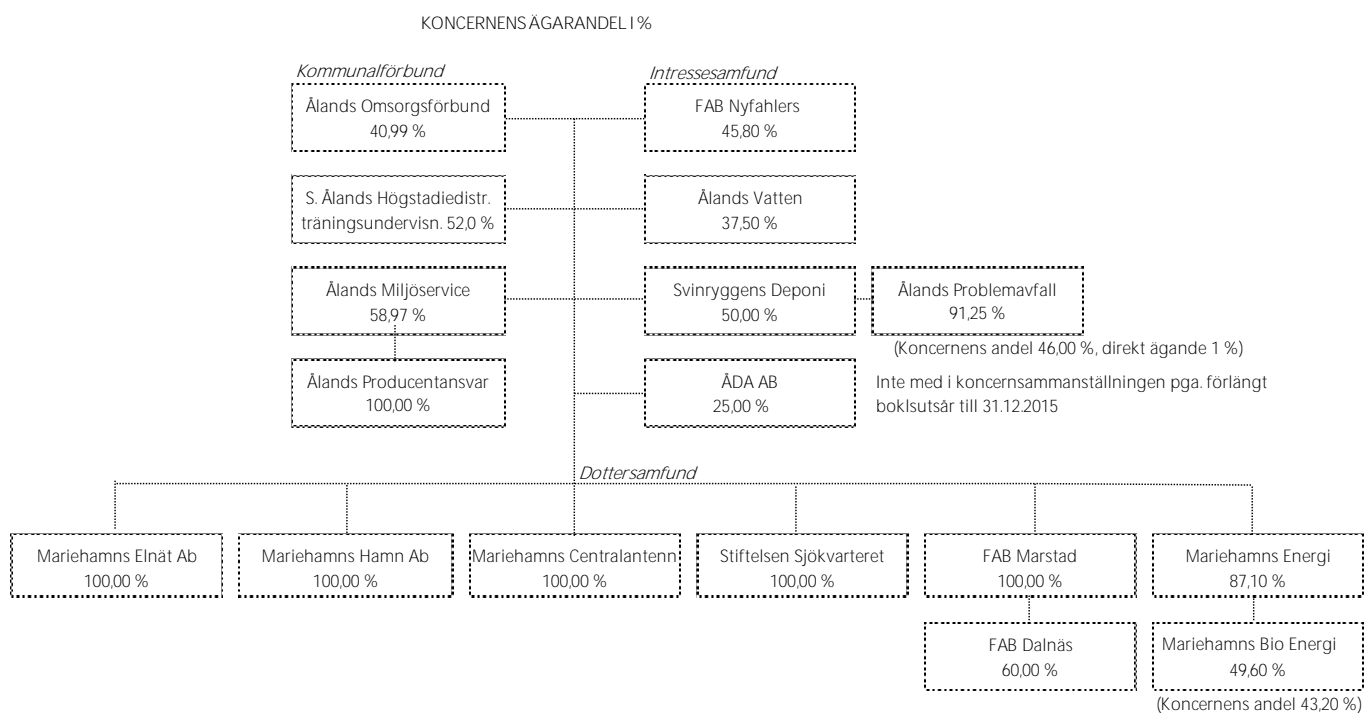 KONCERNENS ÄGARANDEL I %
Kommunalförbund
Intressesamfund
Ålands Omsorgsförbund
40,99 %
FAB Nyfahlers
45,80 %
S. Ålands Högstadiedistr.
träningsundervisn. 52,0 %
Ålands Vatten
37,50 %
Ålands Miljöservice
58,97 %
Svinryggens Deponi
50,00 %
Ålands Problemavfall
91,25 %
(Koncernens andel 46,00 %, direkt ägande 1 %)
Ålands Producentansvar
100,00 %
ÅDA AB
25,00 %
Inte med i koncernsammanställningen pga. förlängt
boklsutsår till 31.12.2015
Dottersamfund
Mariehamns Elnät Ab
100,00 %
Mariehamns Hamn Ab
100,00 %
Mariehamns Centralantenn
100,00 %
Stiftelsen Sjökvarteret
100,00 %
FAB Marstad
100,00 %
Mariehamns Energi
87,10 %
FAB Dalnäs
60,00 %
Mariehamns Bio Energi
49,60 %
(Koncernens andel 43,20 %)